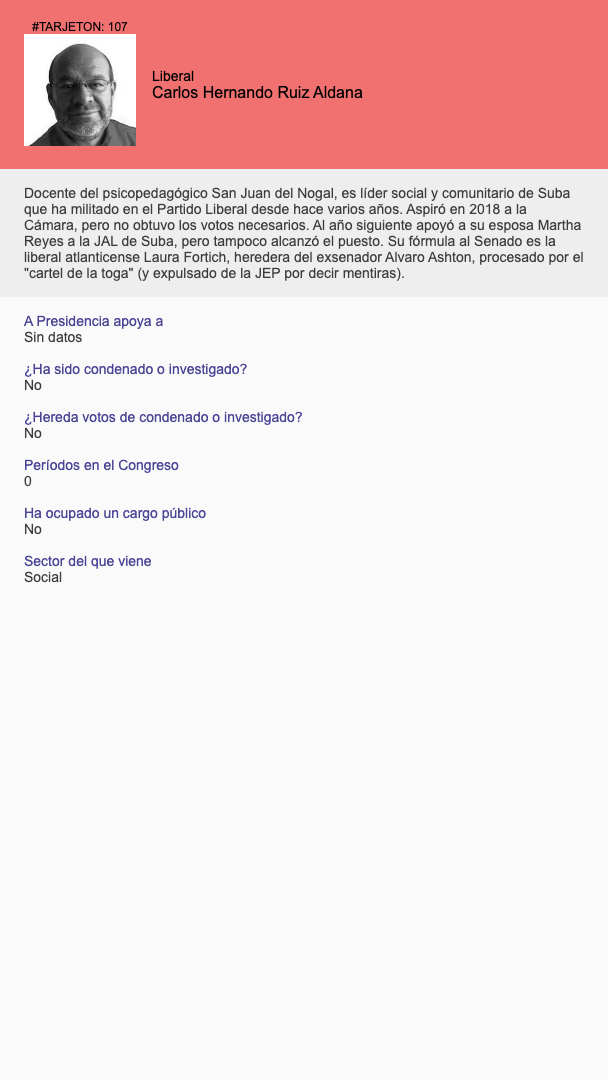 #TARJETON: 107
Liberal
Carlos Hernando Ruiz Aldana
Docente del psicopedagógico San Juan del Nogal, es líder social y comunitario de Suba
que ha militado en el Partido Liberal desde hace varios años. Aspiró en 2018 a la
Cámara, pero no obtuvo los votos necesarios. Al año siguiente apoyó a su esposa Martha
Reyes a la JAL de Suba, pero tampoco alcanzó el puesto. Su fórmula al Senado es la
liberal atlanticense Laura Fortich, heredera del exsenador Alvaro Ashton, procesado por el
"cartel de la toga" (y expulsado de la JEP por decir mentiras).
A Presidencia apoya a
Sin datos
¿Ha sido condenado o investigado?
No
¿Hereda votos de condenado o investigado?
No
Períodos en el Congreso
0
Ha ocupado un cargo público
No
Sector del que viene
Social